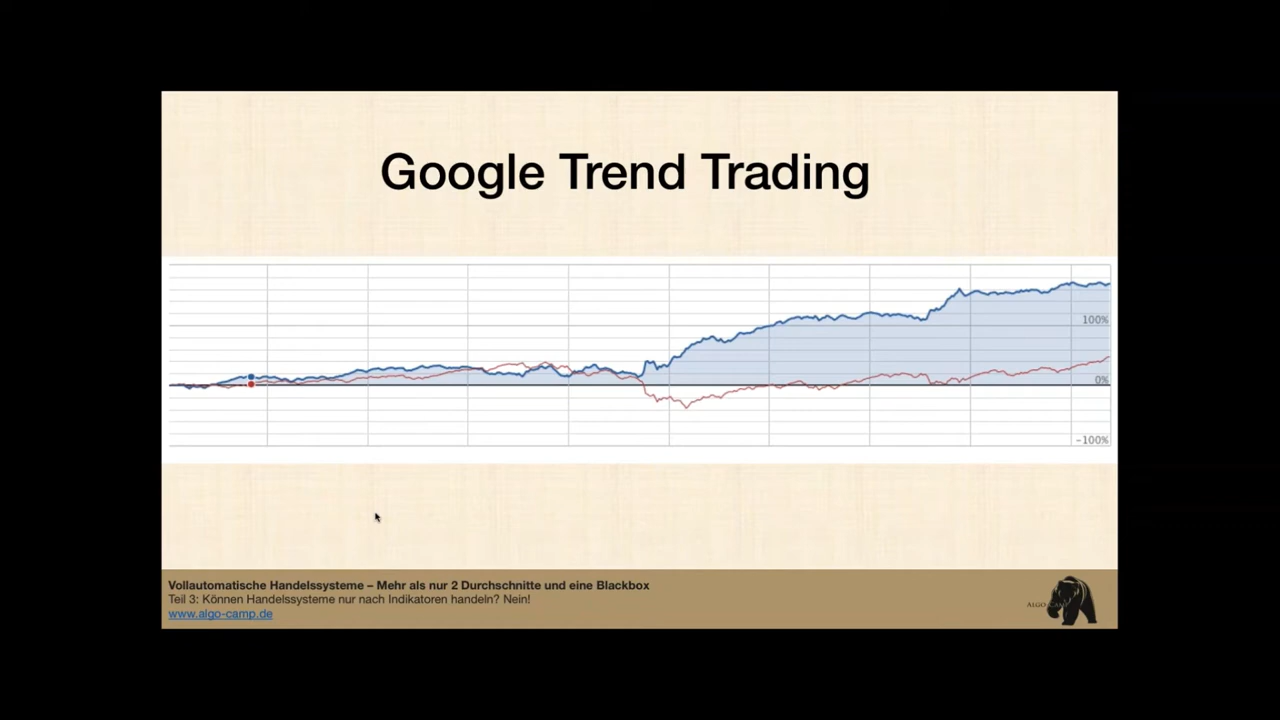 Google Trend Trading
100%
0%
-100%
Vollautomatische Handelssysteme – Mehr als nur 2 Durchschnitte und eine Blackbox
Teil 3: Können Handelssysteme nur nach Indikatoren handeln? Nein!
www.algo-camp.de